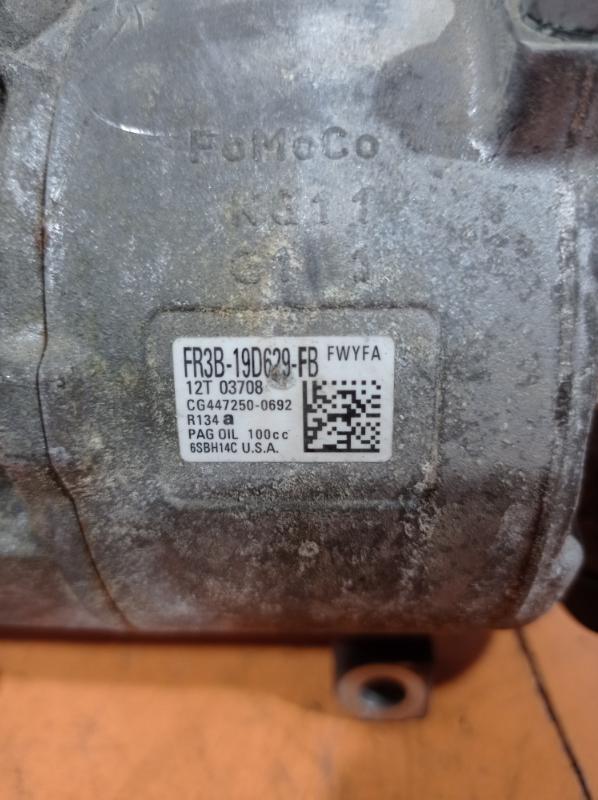 FoMoCo
FR3B-19D629-FB FWYFA
12T 03708
CG447250-0692
R134a
PAG OIL 100cc
6SBH14C U.S.A.